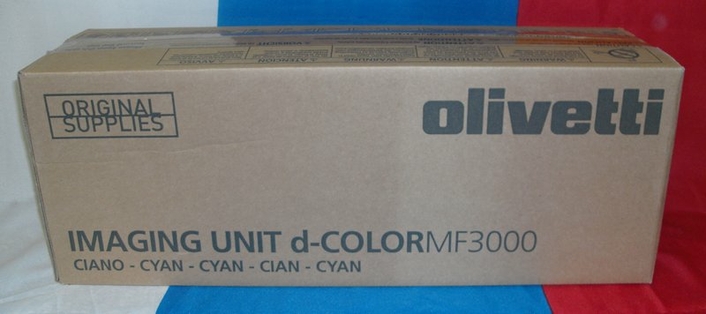 ORIGINAL
SUPPLIES
olivetti
IMAGING UNIT d-COLORMF3000
CIANO - CYAN - CYAN - CIAN - CYAN